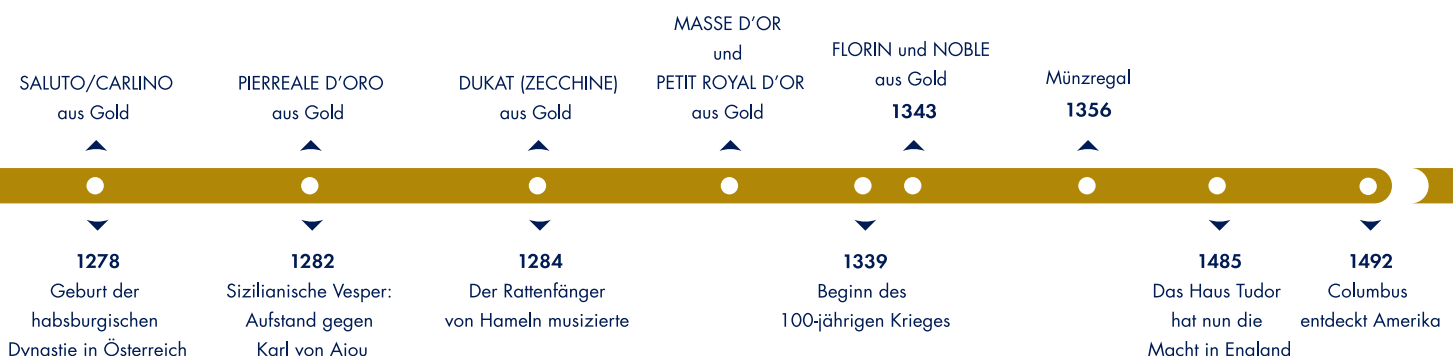 SALUTO/CARLINO
aus Gold
PIERREALE D’ORO
aus Gold
DUKAT (ZECCHINE)
aus Gold
MASSE D’OR
und
PETIT ROYAL D’OR
aus Gold
FLORIN und NOBLE
aus Gold
1343
Münzregal
1356
1278
Geburt der
habsburgischen
Dynastie in Österreich
1282
Sizilianische Vesper:
Aufstand gegen
Karl von Aiou
1284
Der Rattenfänger
von Hameln musizierte
1339
Beginn des
100-jährigen Krieges
1485
Das Haus Tudor
hat nun die
Macht in England
1492
Columbus
entdeckt Amerika